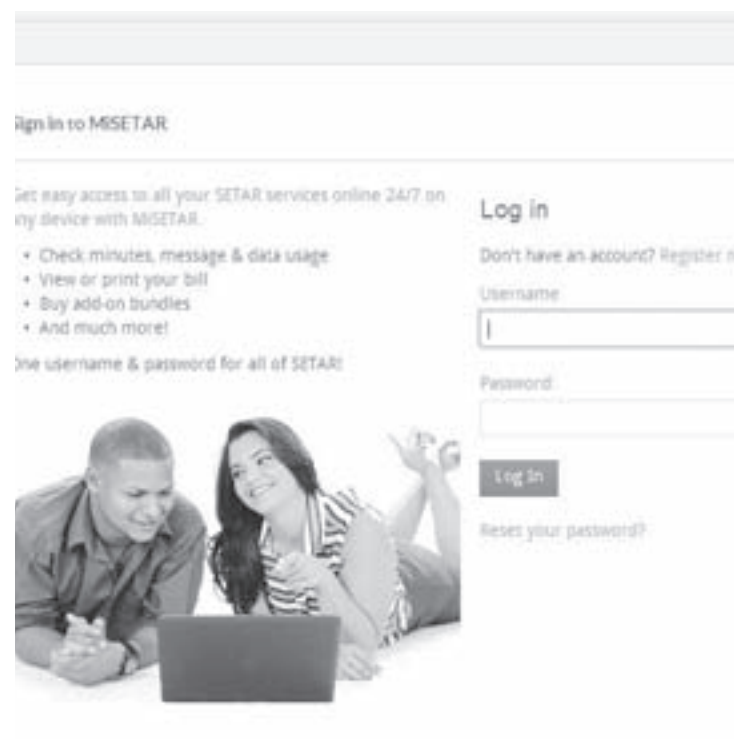 Sign in to MiSETAR
Get easy access to all your SETAR services online 24/7 on
any device with MiSETAR.
• Check minutes, message & data usage
• View or print your bill
• Buy add-on bundles
• And much more!
One username & password for all of SETAR!
Log in
Don't have an account? Register
Username
Password
Log In
Reset your password?